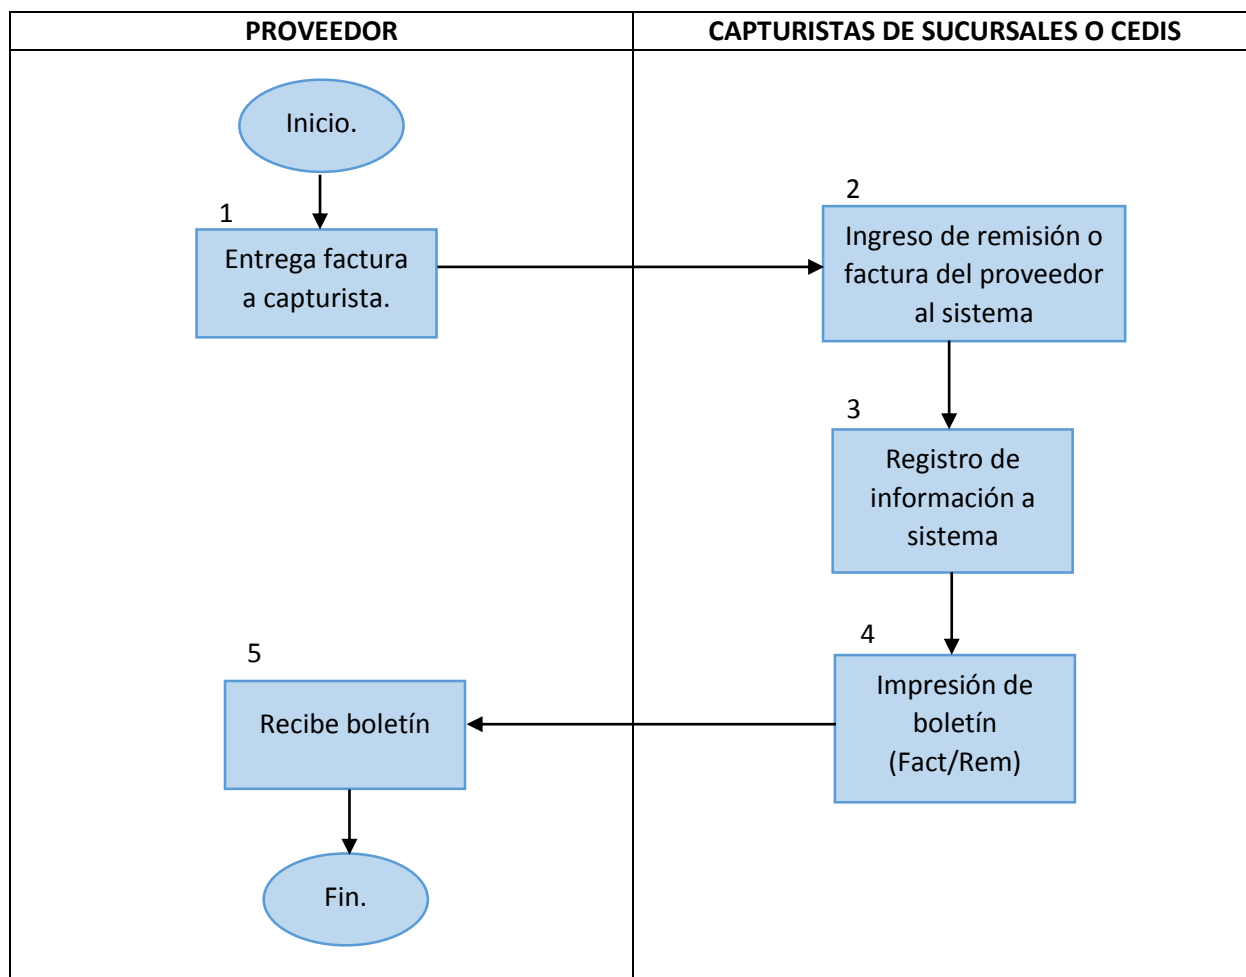 PROVEEDOR
CAPTURISTAS DE SUCURSALES O CEDIS
Inicio.
1
Entrega factura
a capturista.
2
Ingreso de remisión o
factura del proveedor
al sistema
3
Registro de
información a
sistema
4
Impresión de
boletín
(Fact/Rem)
5
Recibe boletín
Fin.